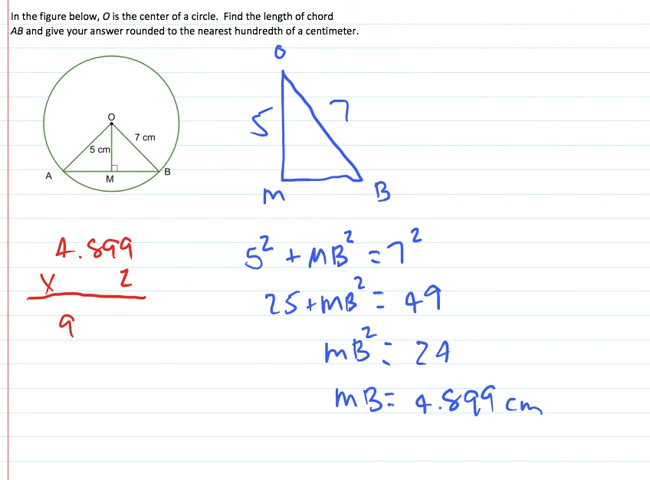 In the figure below, O is the center of a circle. Find the length of chord
AB and give your answer rounded to the nearest hundredth of a centimeter.
O
7 cm
5 cm
A
M
B
O
5
7
M
B
4.899
x 2
9
5² + MB² = 7²
25 + MB² = 49
MB² = 24
MB = 4.899 cm